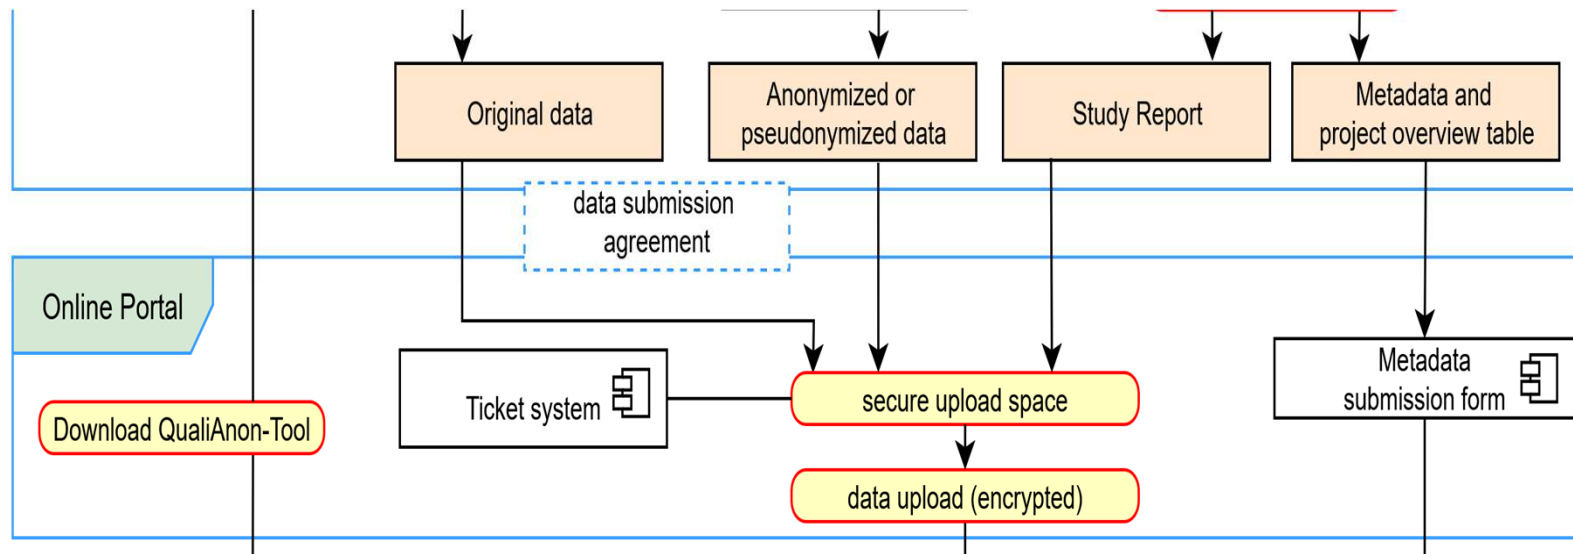 Original data
Anonymized or
pseudonymized data
Study Report
Metadata and
project overview table
data submission
agreement
Online Portal
Ticket system
secure upload space
Metadata
submission form
Download QualiAnon-Tool
data upload (encrypted)